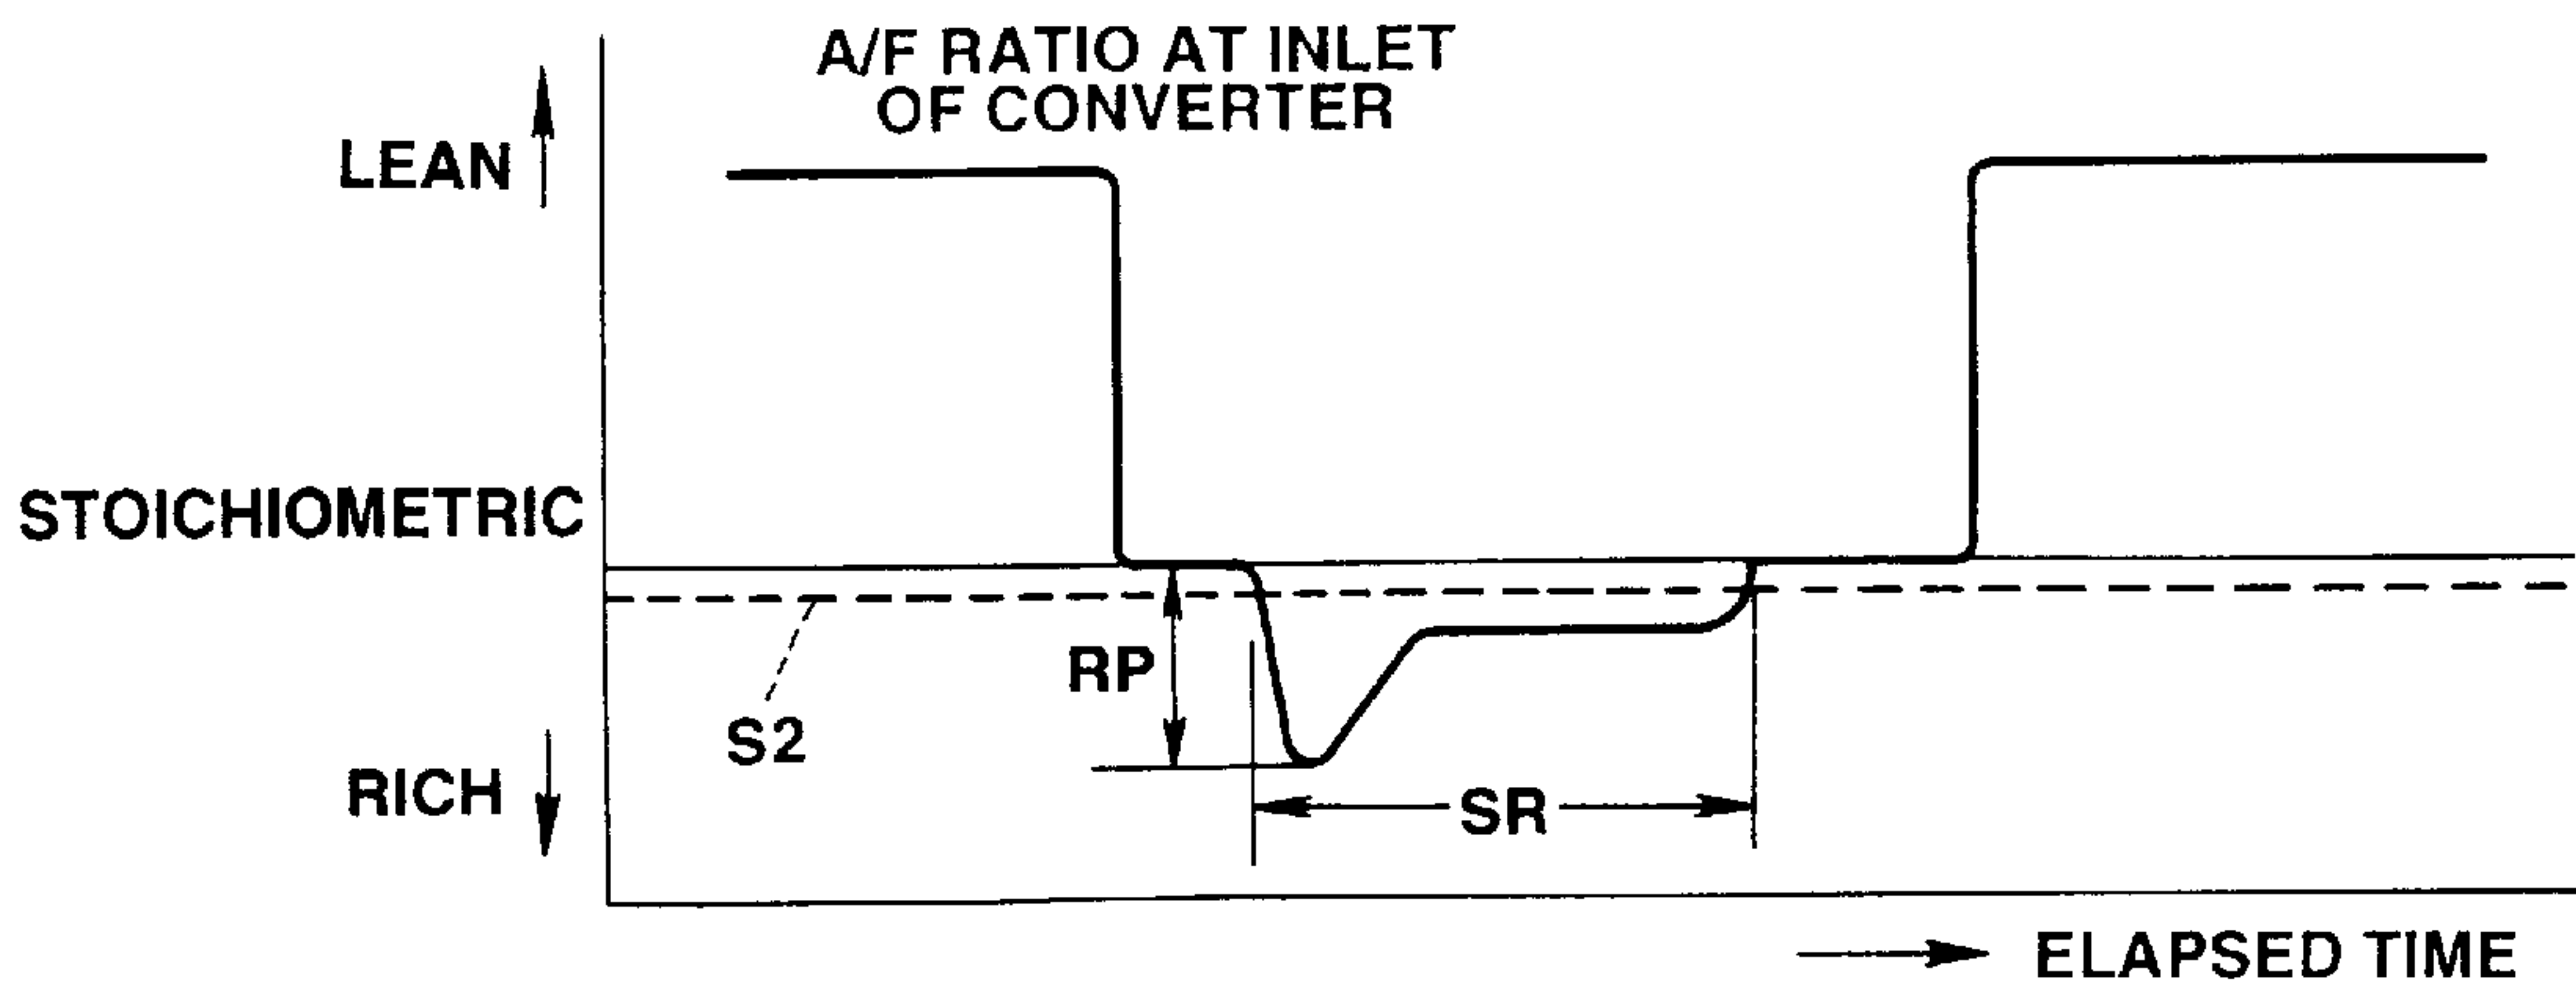 A/F RATIO AT INLET
OF CONVERTER
LEAN
STOICHIOMETRIC
RP
S2
RICH
SR
ELAPSED TIME